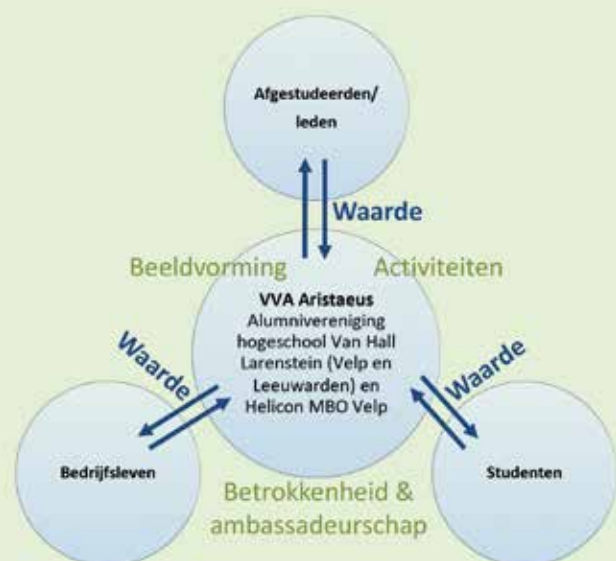 Afgestudeerden/
leden
Waarde
Beeldvorming
Activiteiten
VVA Aristaeus
Alumnivereniging
hogeschool Van Hall
Larenstein (Velp en
Leeuwarden) en
Helicon MBO Velp
Waarde
Waarde
Bedrijfsleven
Studenten
Betrokkenheid &
ambassadeurschap